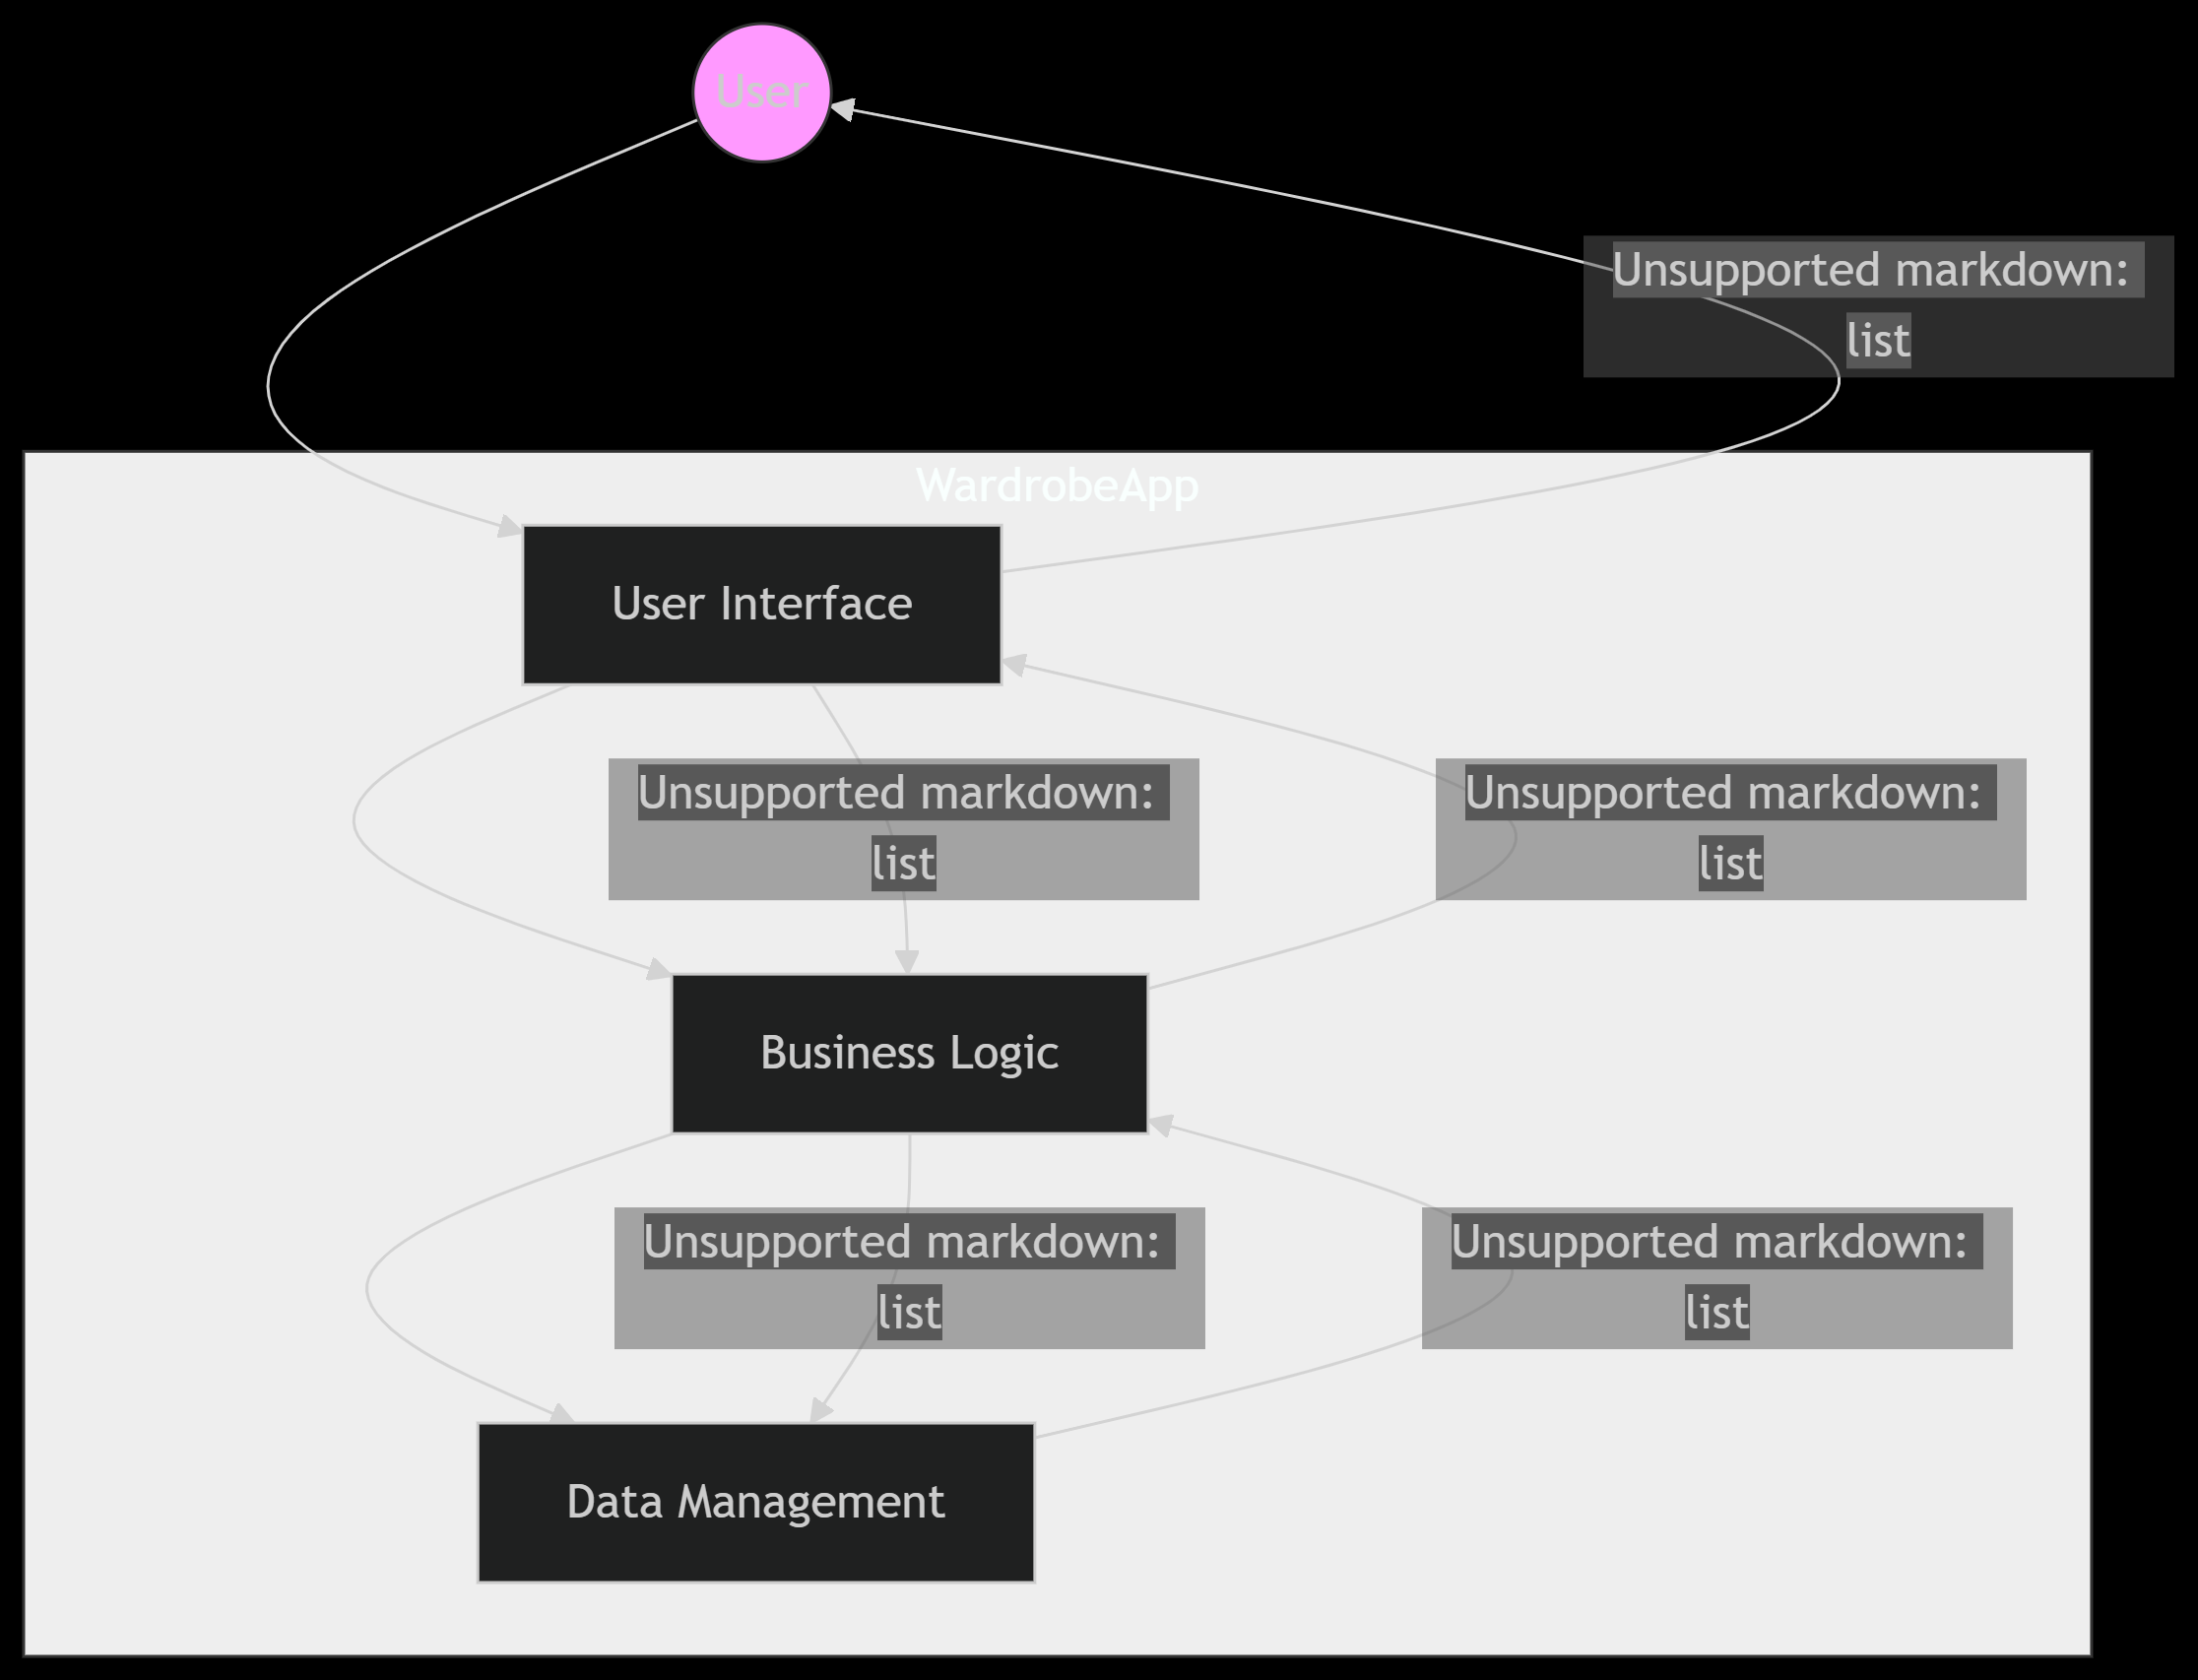 User
Unsupported markdown:
list
WardrobeApp
User Interface
Unsupported markdown:
list
Unsupported markdown:
list
Business Logic
Unsupported markdown:
list
Unsupported markdown:
list
Data Management